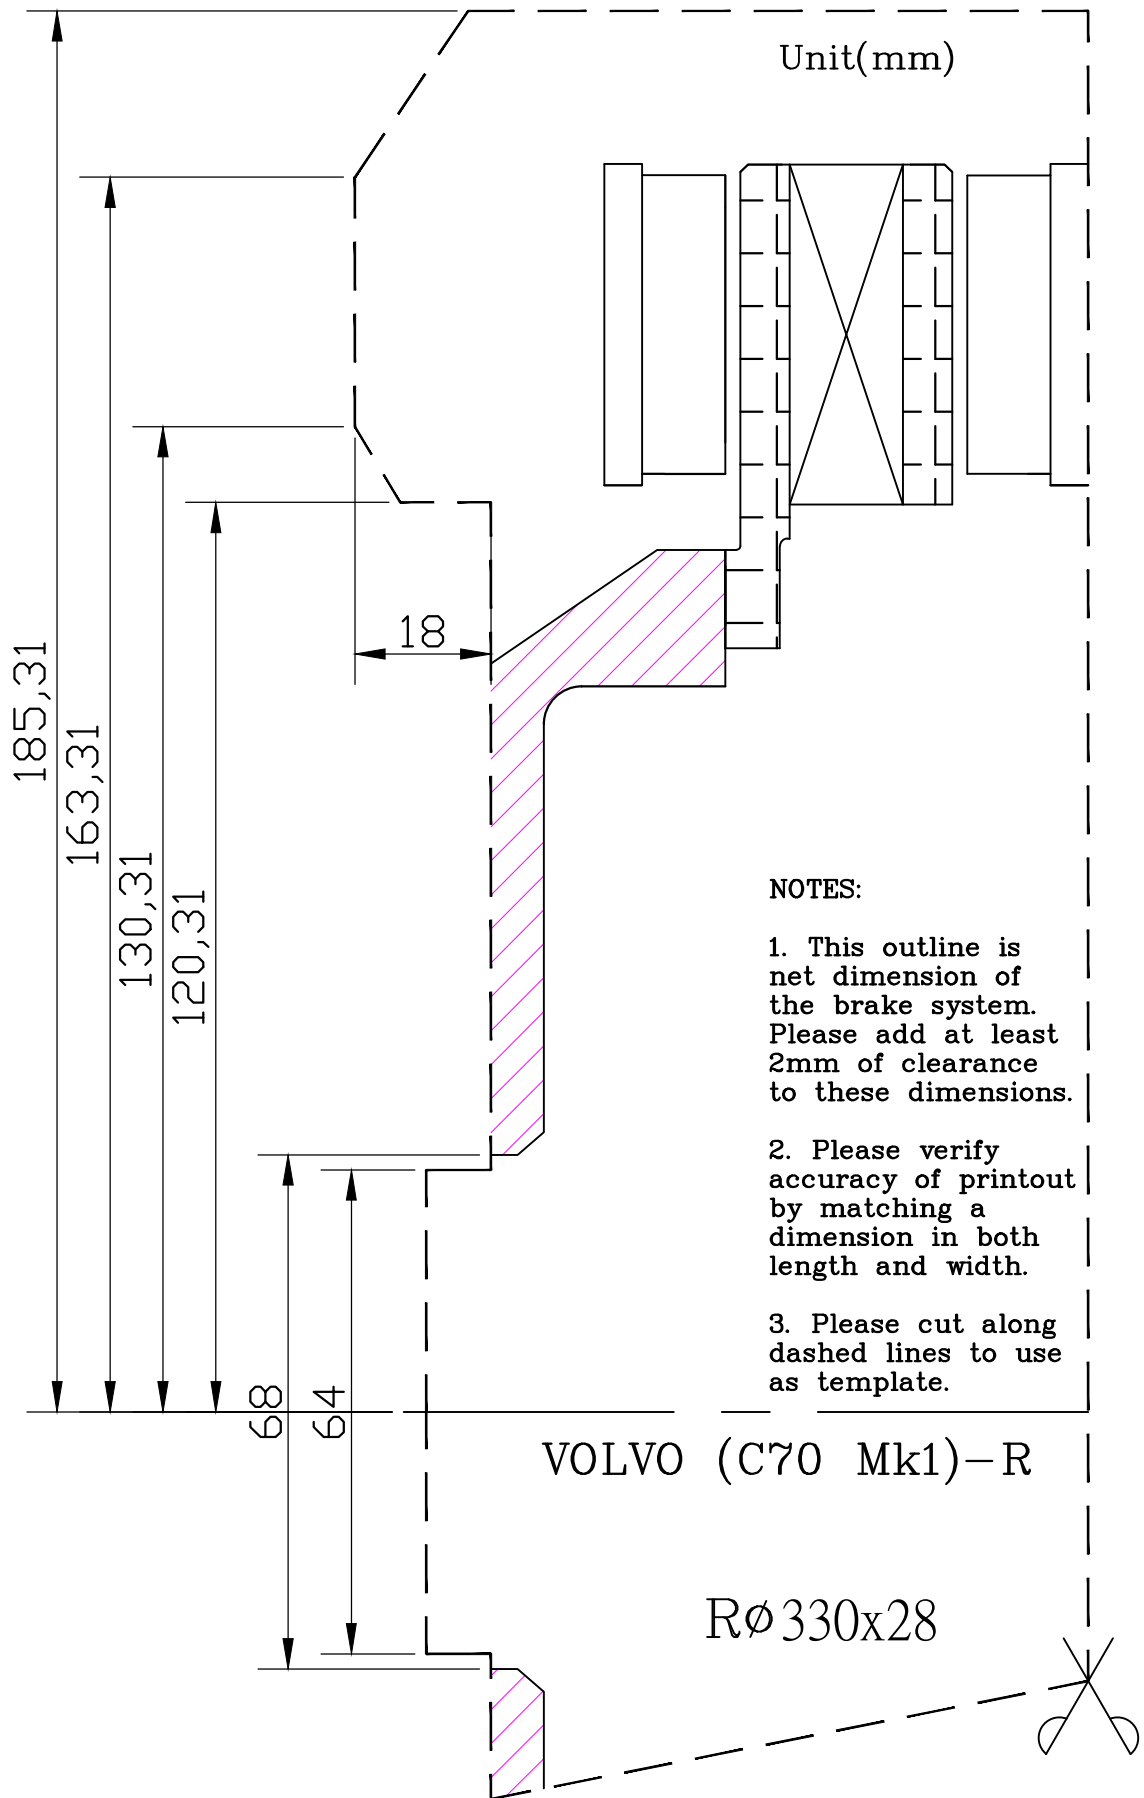 Unit(mm)
18
185,31
163,31
130,31
120,31
NOTES:
1. This outline is
net dimension of
the brake system.
Please add at least
2mm of clearance
to these dimensions.
2. Please verify
accuracy of printout
by matching a
dimension in both
length and width.
3. Please cut along
dashed lines to use
as template.
68
64
VOLVO (C70 Mk1)-R
RØ330x28